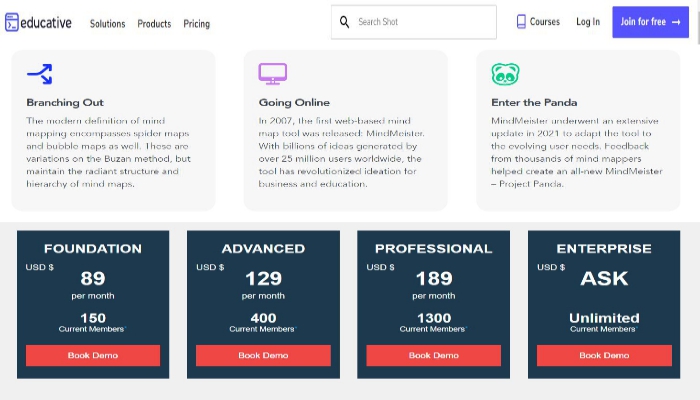 educative
Solutions
Products
Pricing
Search Shot
Courses
Log In
Join for free →
Branching Out
The modern definition of mind
mapping encompasses spider maps
and bubble maps as well. These are
variations on the Buzan method, but
maintain the radiant structure and
hierarchy of mind maps.
Going Online
In 2007, the first web-based mind
map tool was released: MindMeister.
With billions of ideas generated by
over 25 million users worldwide, the
tool has revolutionized ideation for
business and education.
Enter the Panda
MindMeister underwent an extensive
update in 2021 to adapt the tool to
the evolving user needs. Feedback
from thousands of mind mappers
helped create an all-new MindMeister
– Project Panda.
FOUNDATION
USD $
89
per month
150
Current Members*
Book Demo
ADVANCED
USD $
129
per month
400
Current Members*
Book Demo
PROFESSIONAL
USD $
189
per month
1300
Current Members*
Book Demo
ENTERPRISE
USD $
ASK
Unlimited
Current Members*
Book Demo